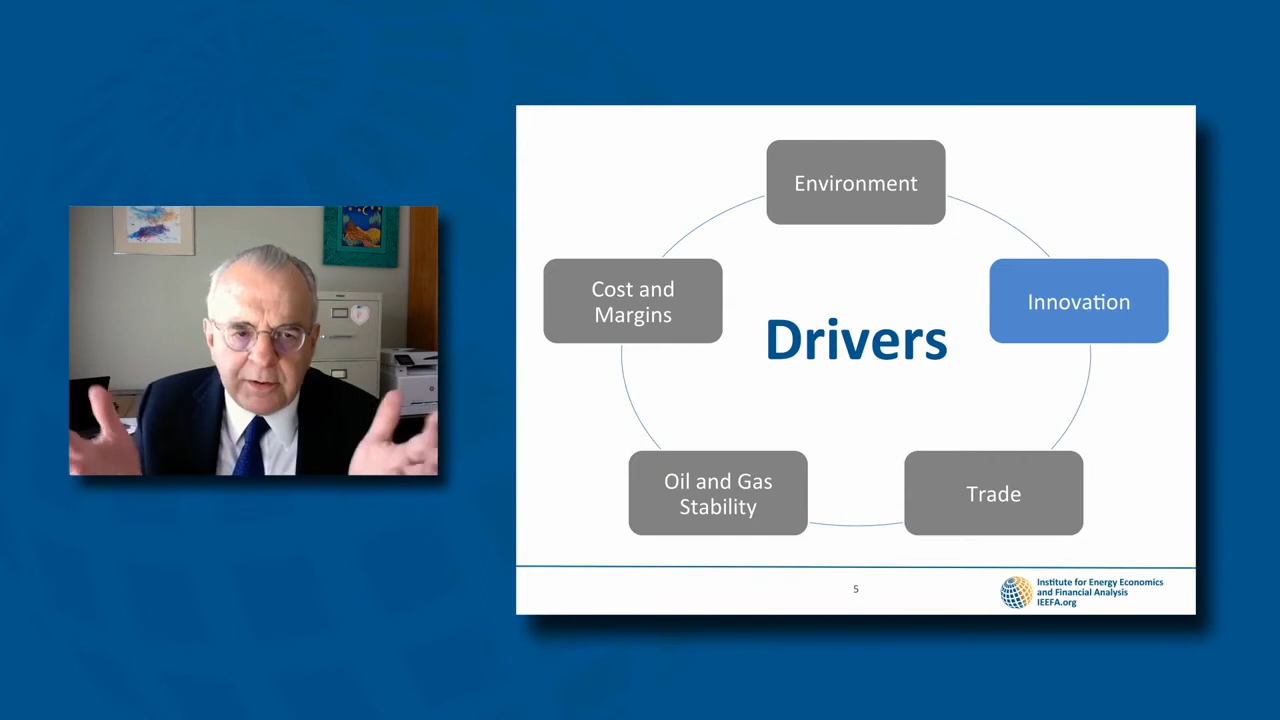 Environment
Cost and
Margins
Innovation
Drivers
Oil and Gas
Stability
Trade
5
Institute for Energy Economics
and Financial Analysis
IEEFA.org